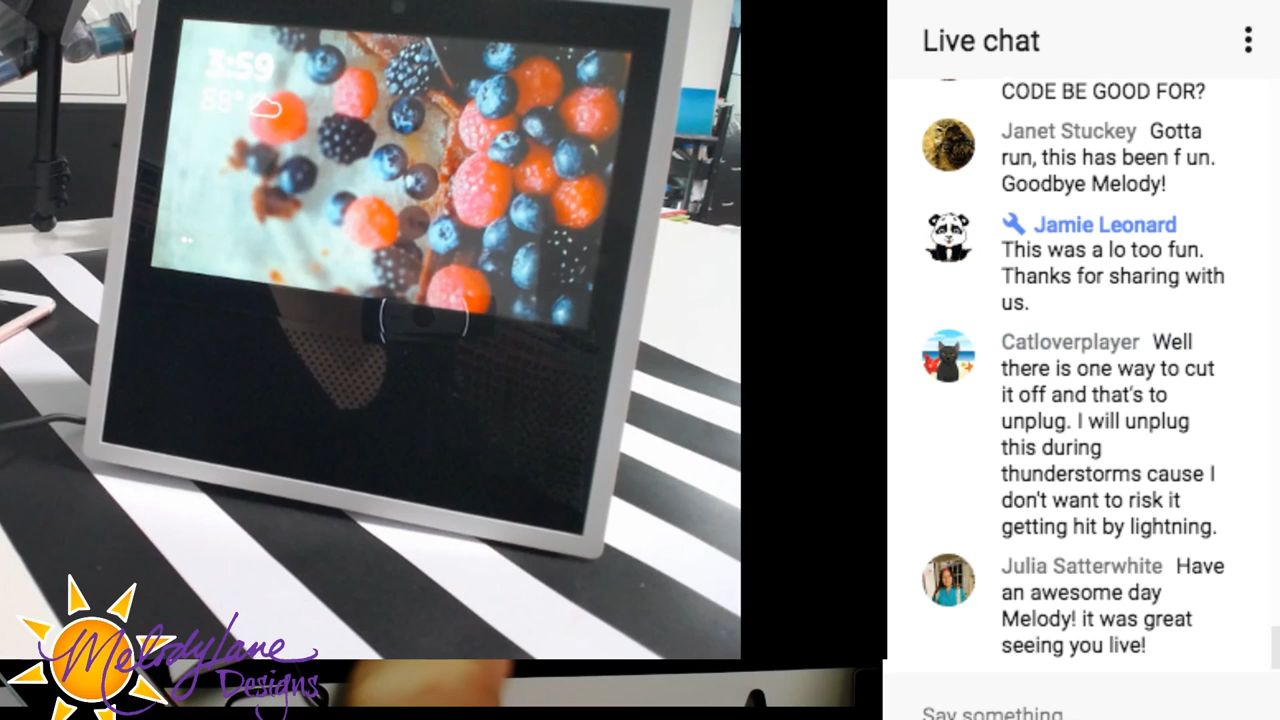 3:59
88°
MelodyLane
Designs
Live chat
CODE BE GOOD FOR?
Janet Stuckey Gotta
run, this has been f un.
Goodbye Melody!
Jamie Leonard
This was a lo too fun.
Thanks for sharing with
us.
Catloverplayer Well
there is one way to cut
it off and that's to
unplug. I will unplug
this during
thunderstorms cause I
don't want to risk it
getting hit by lightning.
Julia Satterwhite Have
an awesome day
Melody! it was great
seeing you live!
Say something